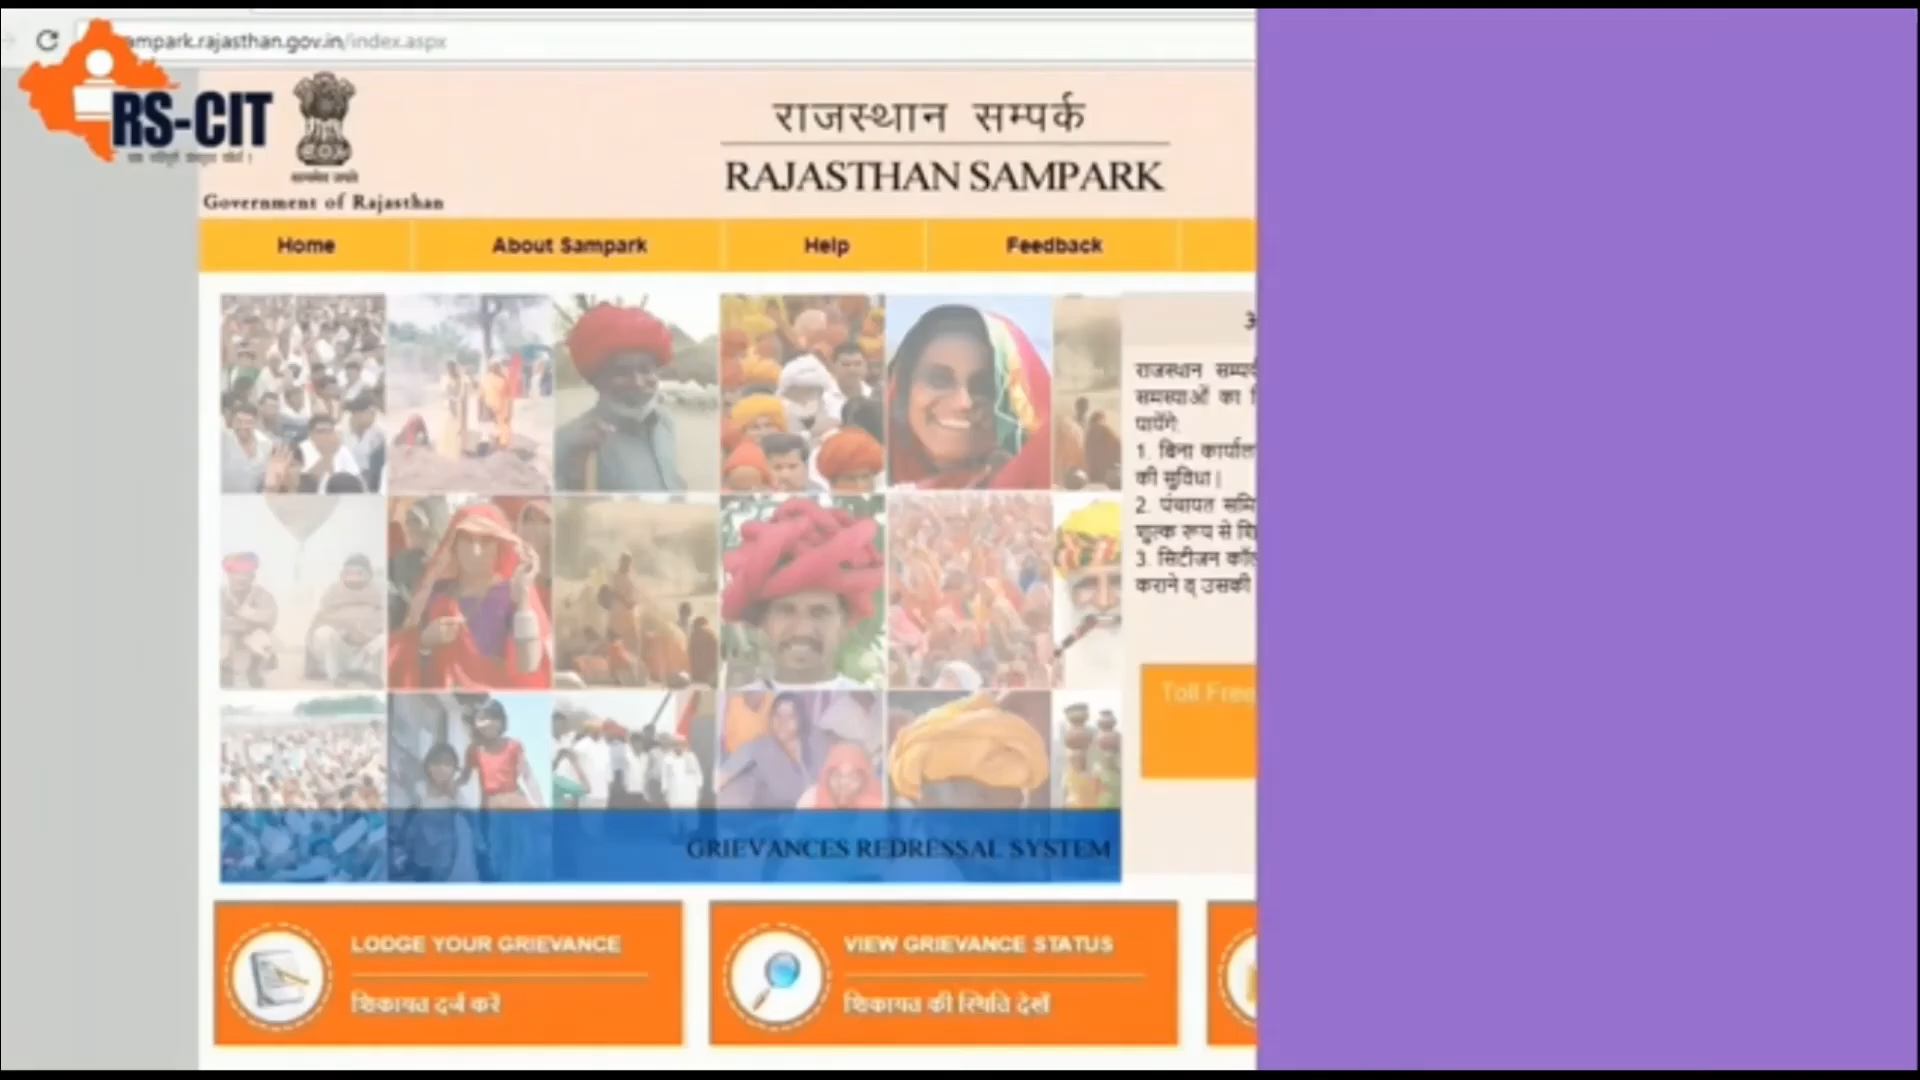 ampark.rajasthan.gov.in/index.aspx
RS-CIT
राजस्थान सम्पर्क
RAJASTHAN SAMPARK
Government of Rajasthan
Home
About Sampark
Help
Feedback
राजस्थान
समस्याओं का
पायेंगे:
1. बिना
की सुविधा |
2. पंचायत
शुल्क रूप से
3. सिटीजन
कराने व् उसकी
Toll Free
GRIEVANCES REDRESSAL SYSTEM
LODGE YOUR GRIEVANCE
शिकायत दर्ज करें
VIEW GRIEVANCE STATUS
शिकायत की स्थिति देखें